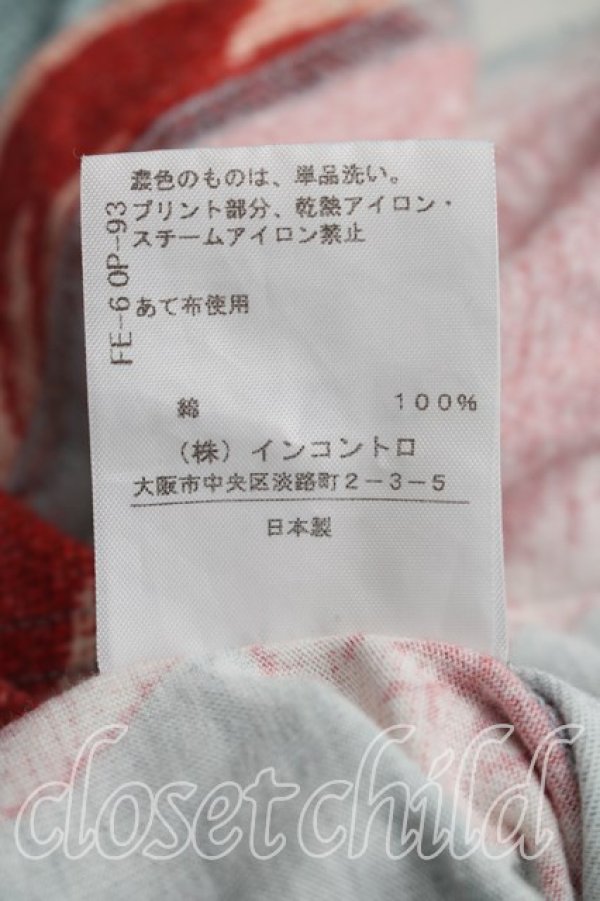 濃色のものは、単品洗い。
プリント部分、乾熱アイロン・
スチームアイロン禁止
あて布使用
FE-6 OP-93
綿 100%
(株)インコントロ
大阪市中央区淡路町2-3-5
日本製
closet child